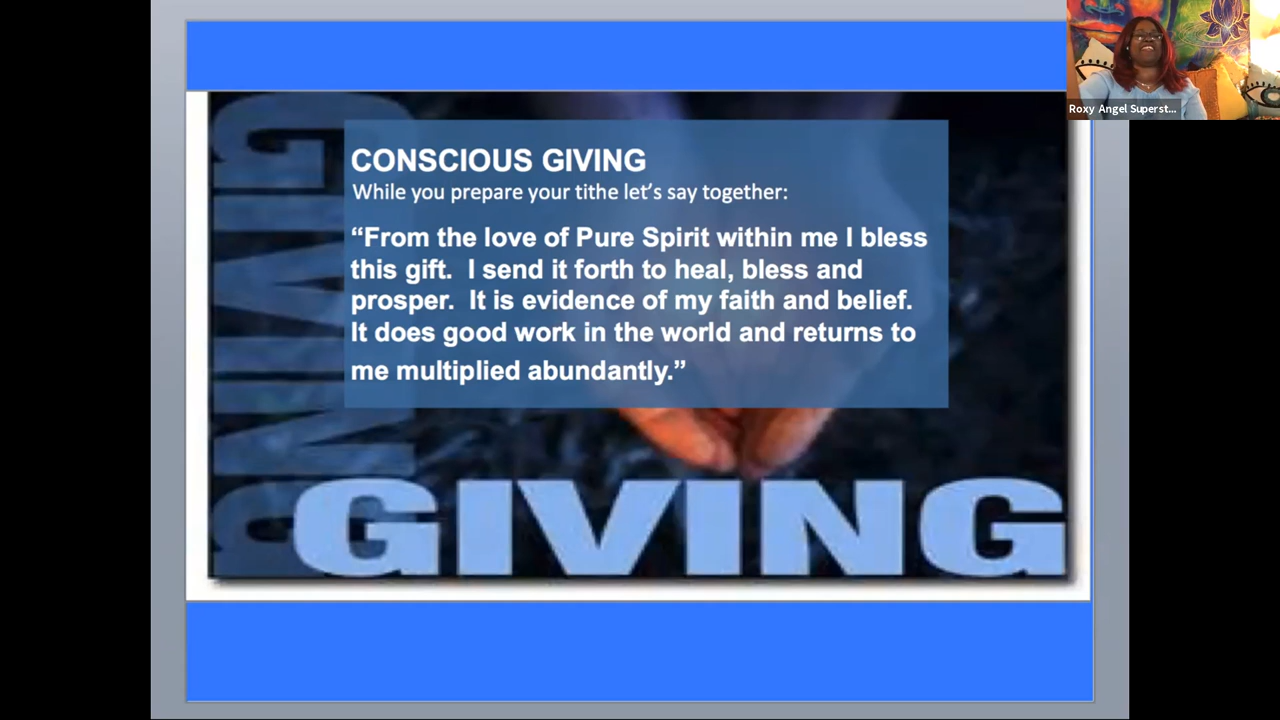 CONSCIOUS GIVING
While you prepare your tithe let's say together:
“From the love of Pure Spirit within me I bless
this gift.  I send it forth to heal, bless and
prosper.  It is evidence of my faith and belief.
It does good work in the world and returns to
me multiplied abundantly.”
GIVING
GIVING
Roxy Angel Superst...